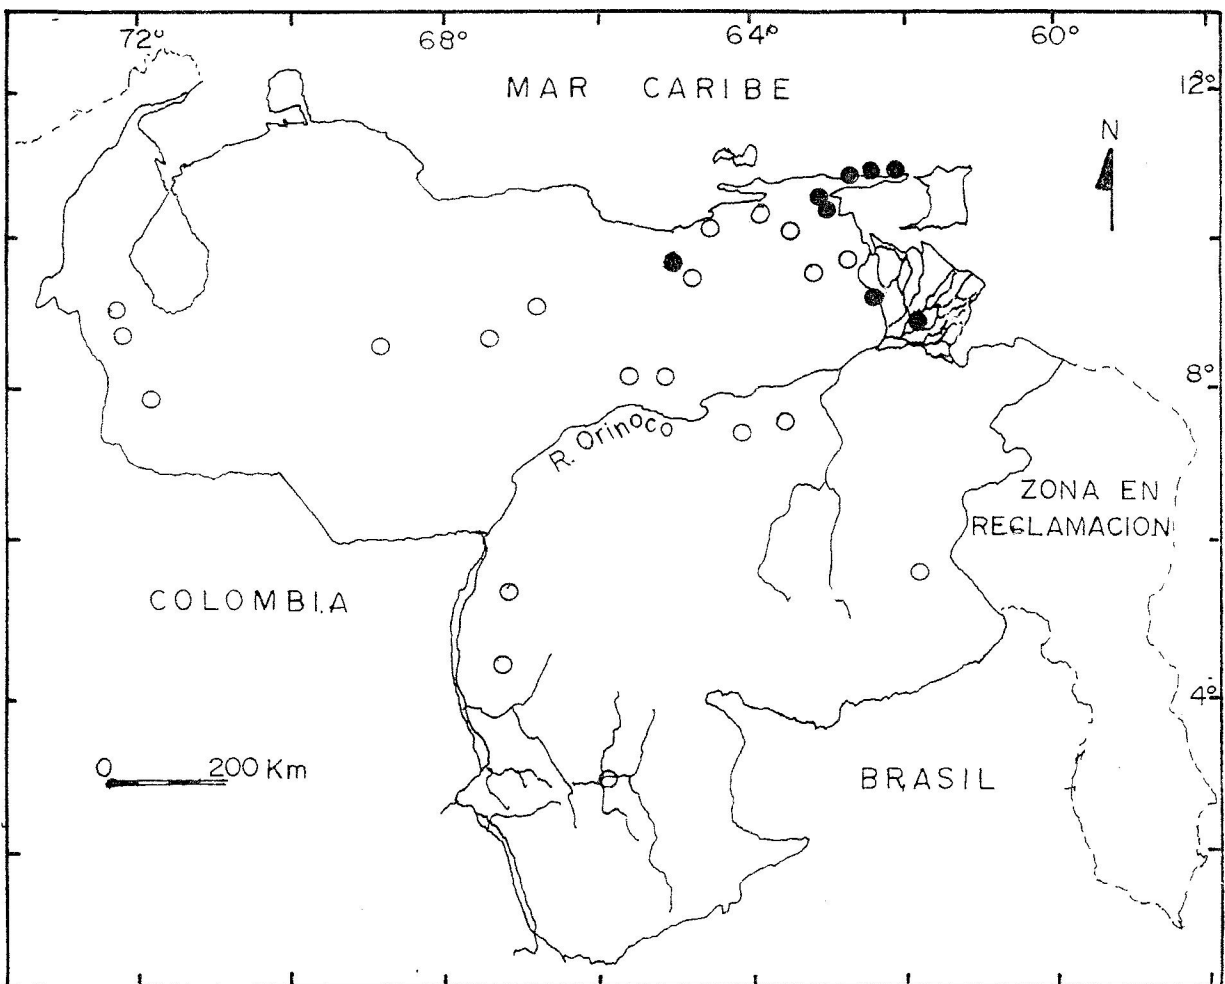 72° 68° 64° 60°
MAR CARIBE
12°
N
8°
R. Orinoco
ZONA EN
RECLAMACION
COLOMBIA
4°
0 200 Km
BRASIL